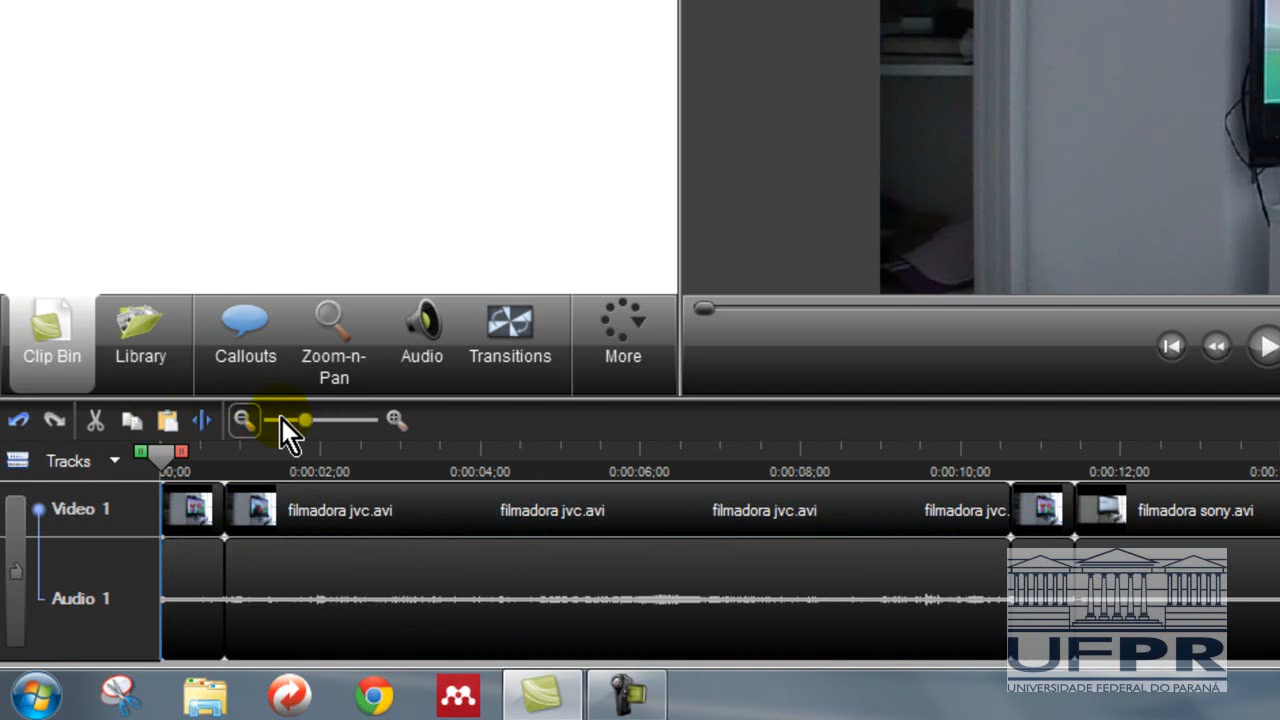 Clip Bin
Library
Callouts
Zoom-n-
Pan
Audio
Transitions
More
Tracks
00;00
0:00:02;00
0:00:04;00
0:00:06;00
0:00:08;00
0:00:10;00
0:00:12;00
0:00:
Video 1
filmadora jvc.avi
filmadora jvc.avi
filmadora jvc.avi
filmadora jvc.
filmadora sony.avi
Audio 1
UFPR
UNIVERSIDADE FEDERAL DO PARANÁ